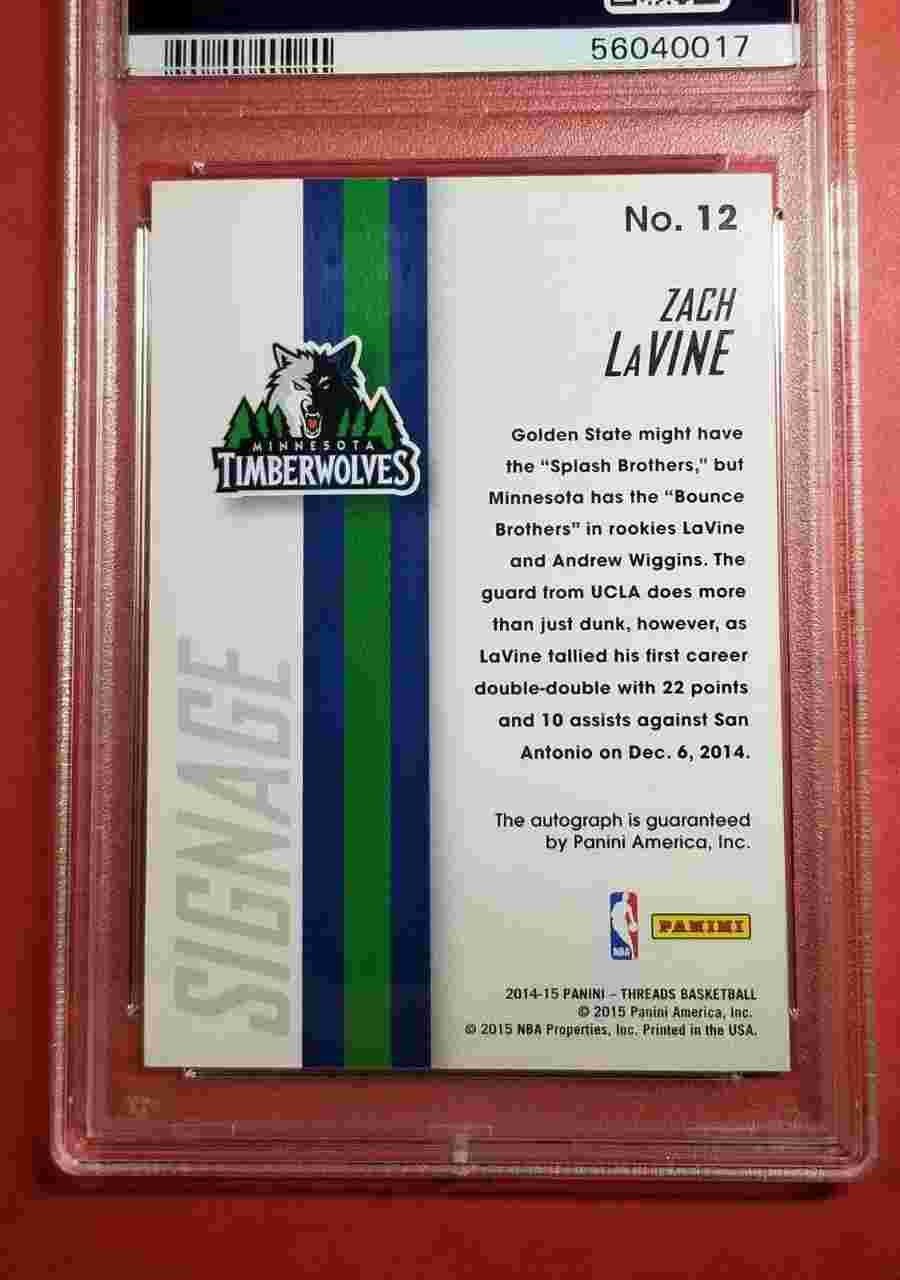 56040017
No. 12
ZACH
LAVINE
MINNESOTA
TIMBERWOLVES
Golden State might have
the “Splash Brothers,” but
Minnesota has the “Bounce
Brothers” in rookies LaVine
and Andrew Wiggins. The
guard from UCLA does more
than just dunk, however, as
LaVine tallied his first career
double-double with 22 points
and 10 assists against San
Antonio on Dec. 6, 2014.
SIGNAGE
The autograph is guaranteed
by Panini America, Inc.
NBA
PANINI
2014-15 PANINI – THREADS BASKETBALL
© 2015 Panini America, Inc.
© 2015 NBA Properties, Inc. Printed in the USA.